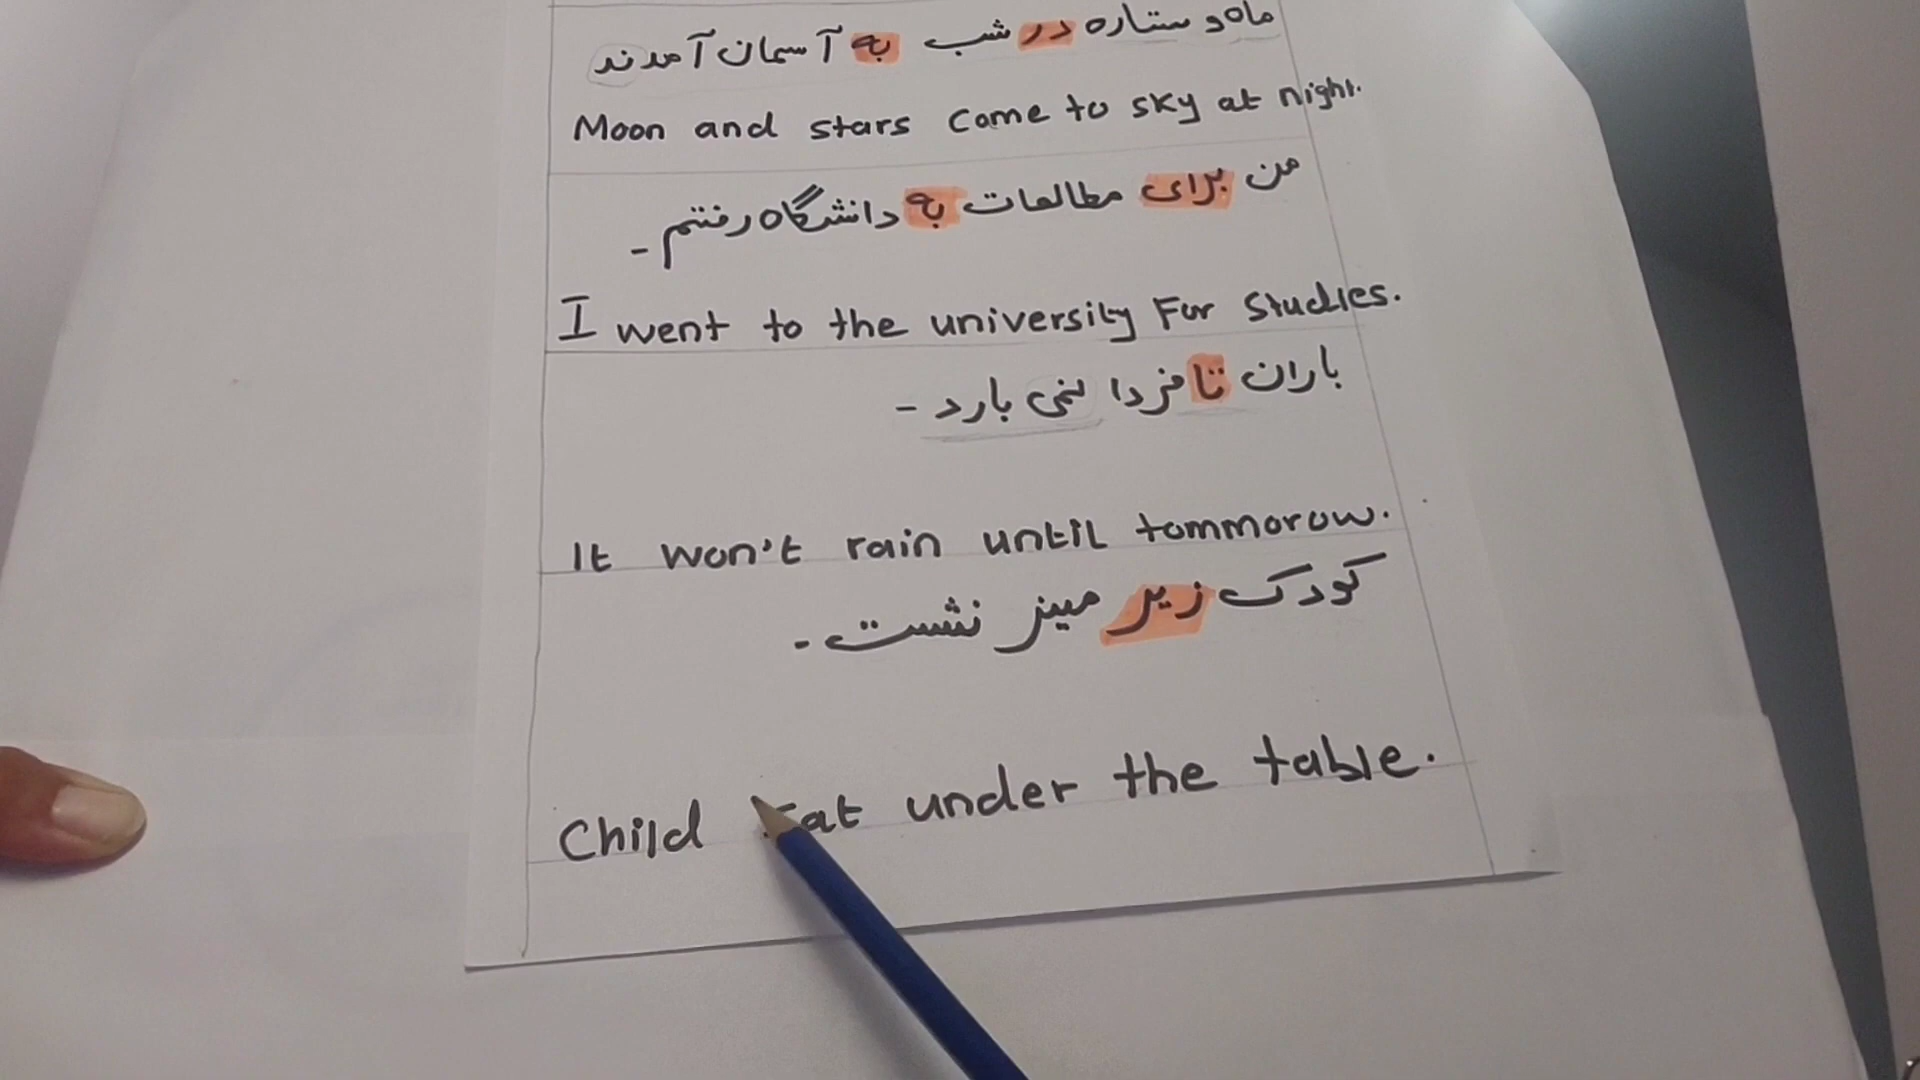 ماه و ستاره در شب به آسمان آمدند
Moon and stars come to sky at night.
من برای مطالعات به دانشگاه رفتم -
I went to the university For Studies.
باران تا فردا نمی بارد -
It won't rain until tommorow.
کودک زیر میز نشست -
Child sat under the table.